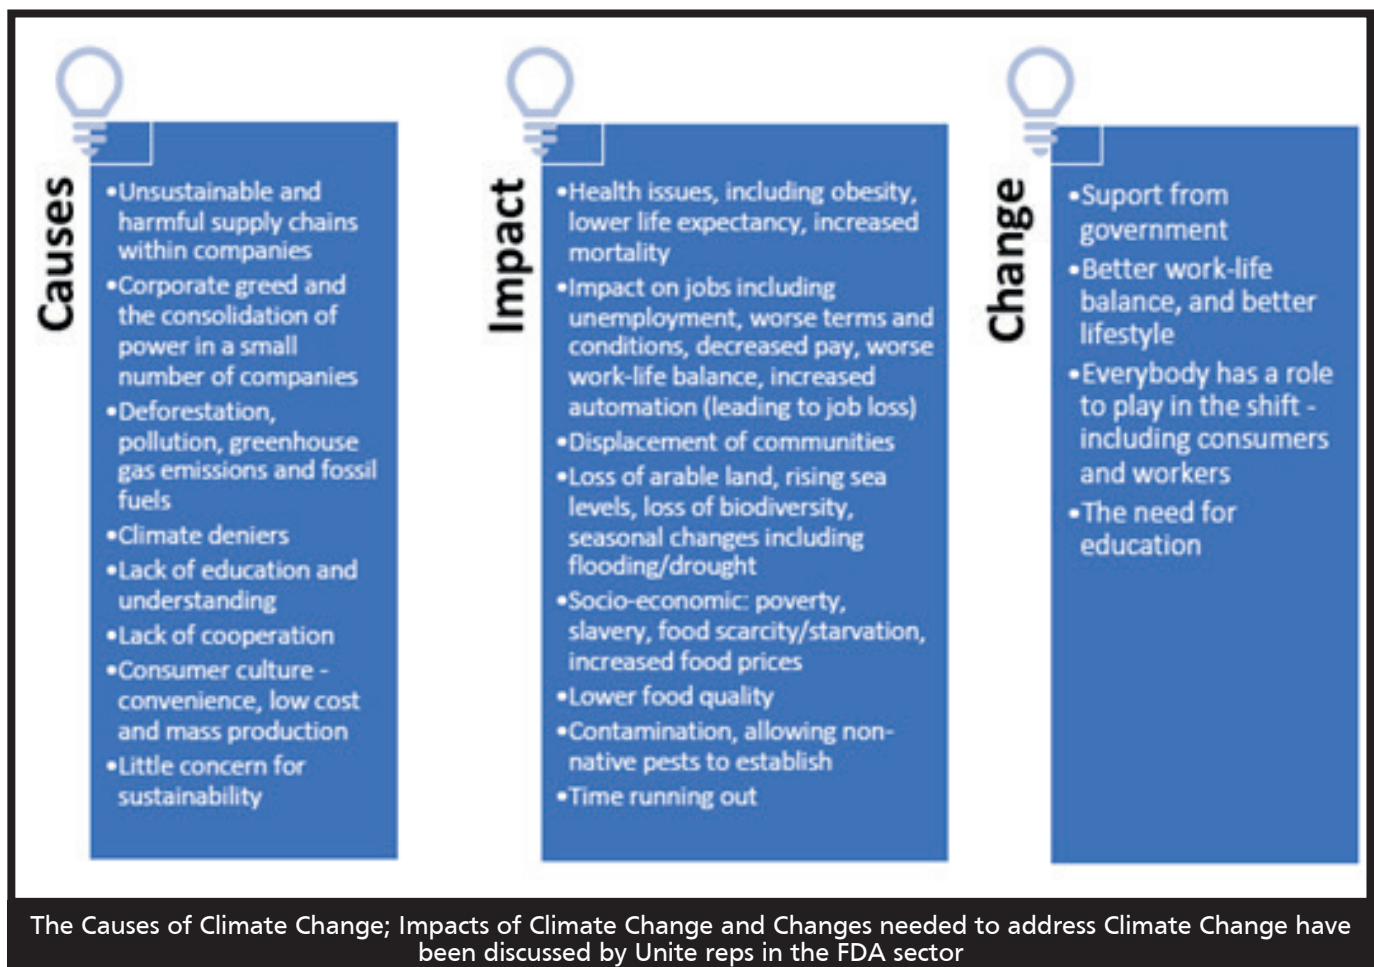 Causes
•Unsustainable and
harmful supply chains
within companies
•Corporate greed and
the consolidation of
power in a small
number of companies
•Deforestation,
pollution, greenhouse
gas emissions and fossil
fuels
•Climate deniers
•Lack of education and
understanding
•Lack of cooperation
•Consumer culture -
convenience, low cost
and mass production
•Little concern for
sustainability
Impact
•Health issues, including obesity,
lower life expectancy, increased
mortality
•Impact on jobs including
unemployment, worse terms and
conditions, decreased pay, worse
work-life balance, increased
automation (leading to job loss)
•Displacement of communities
•Loss of arable land, rising sea
levels, loss of biodiversity,
seasonal changes including
flooding/drought
•Socio-economic: poverty,
slavery, food scarcity/starvation,
increased food prices
•Lower food quality
•Contamination, allowing non-
native pests to establish
•Time running out
Change
•Suport from
government
•Better work-life
balance, and better
lifestyle
•Everybody has a role
to play in the shift -
including consumers
and workers
•The need for
education
The Causes of Climate Change; Impacts of Climate Change and Changes needed to address Climate Change have
been discussed by Unite reps in the FDA sector